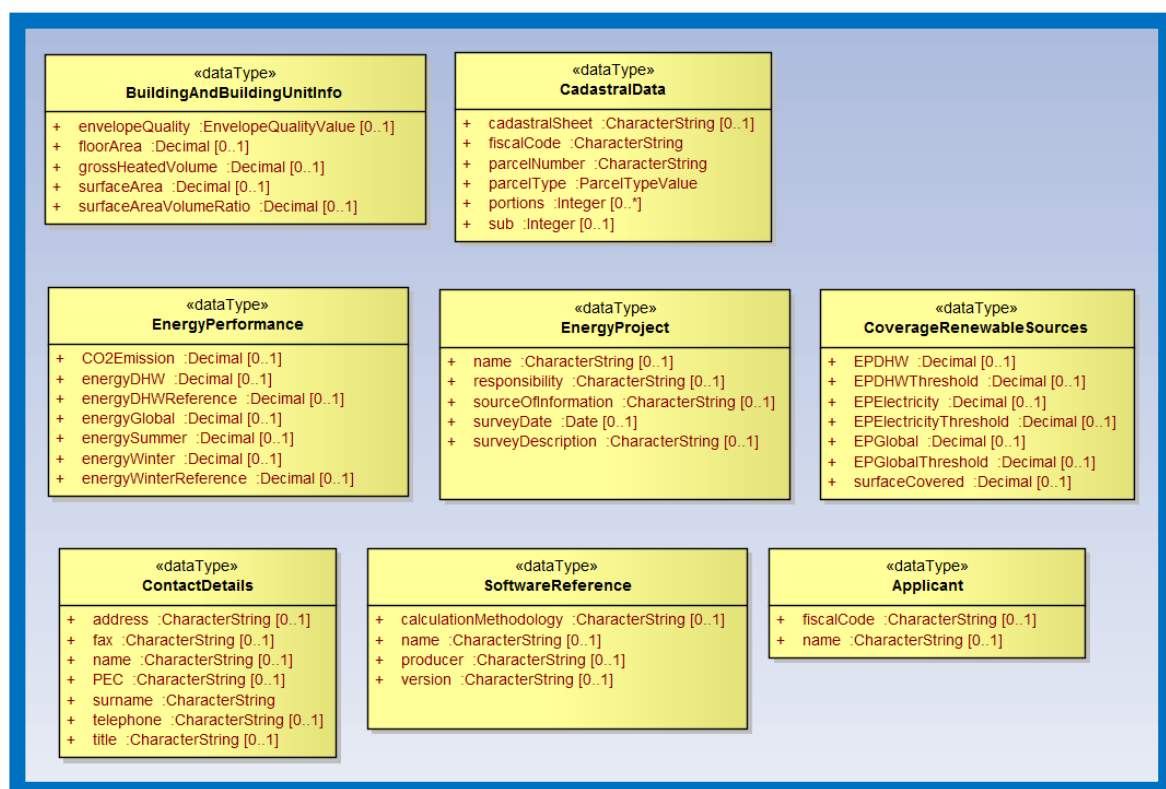 «dataType»
BuildingAndBuildingUnitInfo
+ envelopeQuality :EnvelopeQualityValue [0..1]
+ floorArea :Decimal [0..1]
+ grossHeatedVolume :Decimal [0..1]
+ surfaceArea :Decimal [0..1]
+ surfaceAreaVolumeRatio :Decimal [0..1]
«dataType»
CadastralData
+ cadastralSheet :CharacterString [0..1]
+ fiscalCode :CharacterString
+ parcelNumber :CharacterString
+ parcelType :ParcelTypeValue
+ portions :Integer [0..*]
+ sub :Integer [0..1]
«dataType»
EnergyPerformance
+ CO2Emission :Decimal [0..1]
+ energyDHW :Decimal [0..1]
+ energyDHWReference :Decimal [0..1]
+ energyGlobal :Decimal [0..1]
+ energySummer :Decimal [0..1]
+ energyWinter :Decimal [0..1]
+ energyWinterReference :Decimal [0..1]
«dataType»
EnergyProject
+ name :CharacterString [0..1]
+ responsibility :CharacterString [0..1]
+ sourceOfInformation :CharacterString [0..1]
+ surveyDate :Date [0..1]
+ surveyDescription :CharacterString [0..1]
«dataType»
CoverageRenewableSources
+ EPDHW :Decimal [0..1]
+ EPDHWThreshold :Decimal [0..1]
+ EPElectricity :Decimal [0..1]
+ EPElectricityThreshold :Decimal [0..1]
+ EPGlobal :Decimal [0..1]
+ EPGlobalThreshold :Decimal [0..1]
+ surfaceCovered :Decimal [0..1]
«dataType»
ContactDetails
+ address :CharacterString [0..1]
+ fax :CharacterString [0..1]
+ name :CharacterString [0..1]
+ PEC :CharacterString [0..1]
+ surname :CharacterString
+ telephone :CharacterString [0..1]
+ title :CharacterString [0..1]
«dataType»
SoftwareReference
+ calculationMethodology :CharacterString [0..1]
+ name :CharacterString [0..1]
+ producer :CharacterString [0..1]
+ version :CharacterString [0..1]
«dataType»
Applicant
+ fiscalCode :CharacterString [0..1]
+ name :CharacterString [0..1]